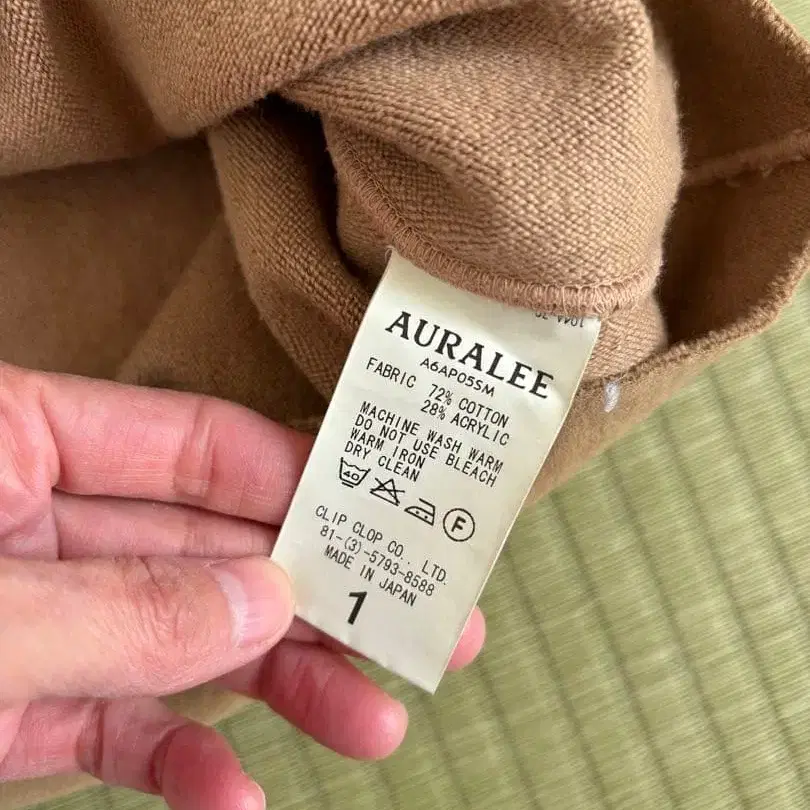 AURALEE
A6AP05SM
FABRIC 72% COTTON
28% ACRYLIC
MACHINE WASH WARM
DO NOT USE BLEACH
WARM IRON
DRY CLEAN
40
F
CLIP CLOP CO., LTD.
81-(3)-5793-8588
MADE IN JAPAN
1